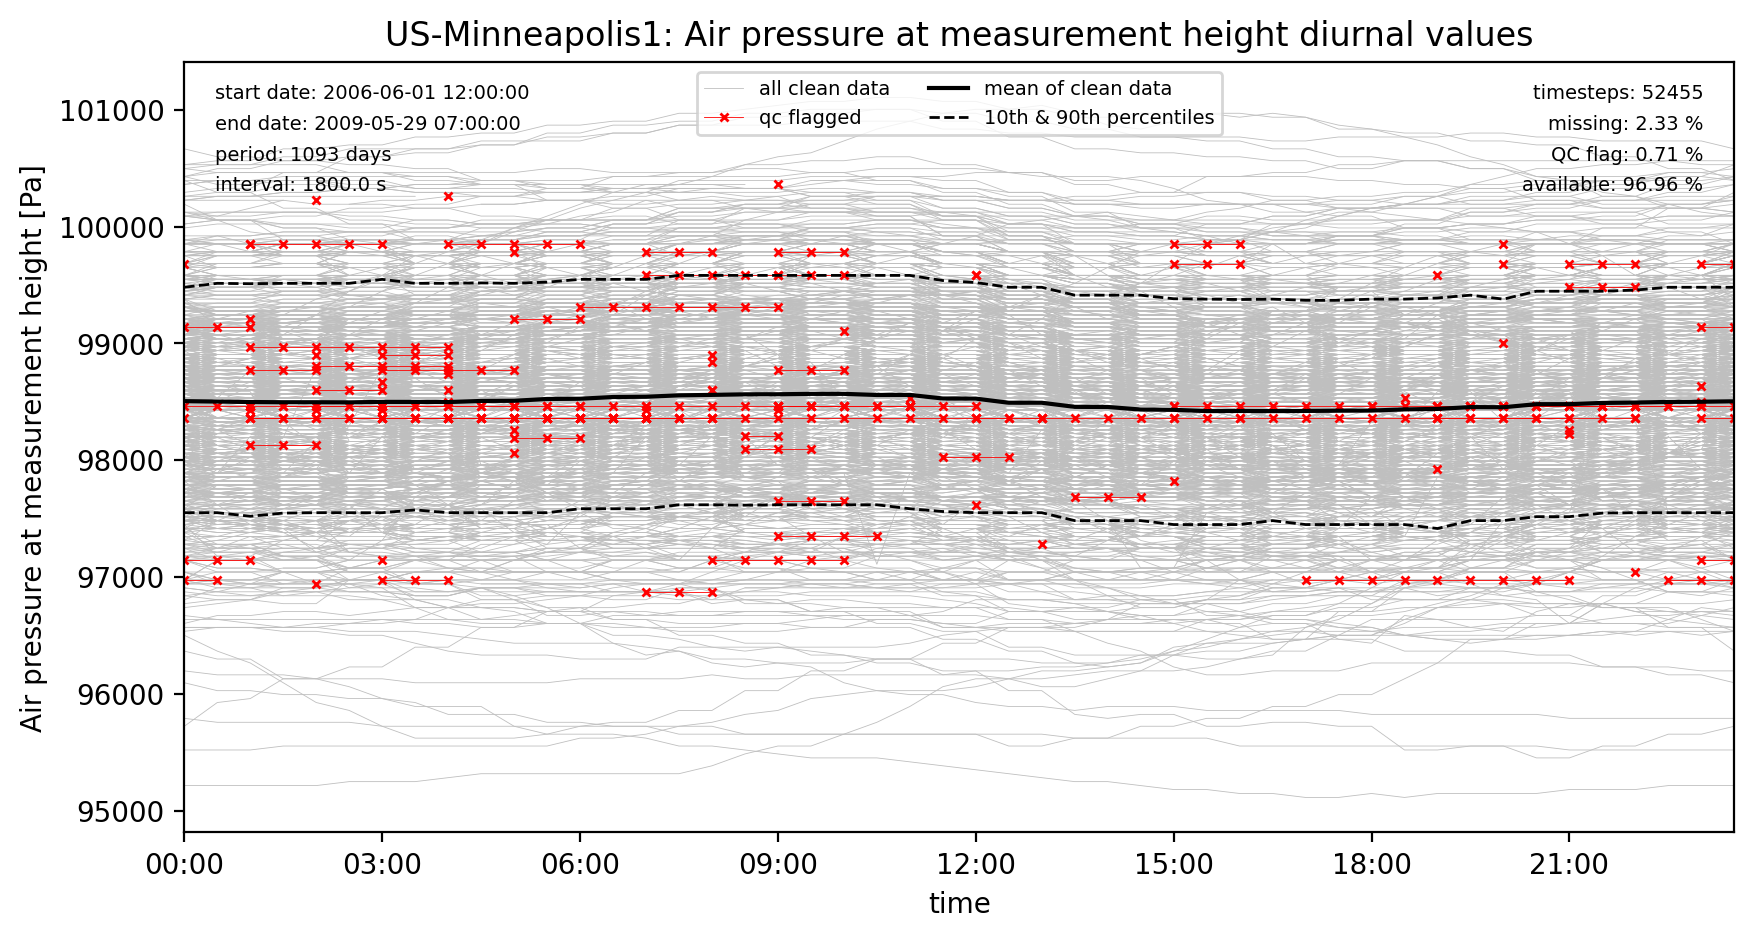 US-Minneapolis1: Air pressure at measurement height diurnal values
start date: 2006-06-01 12:00:00
end date: 2009-05-29 07:00:00
period: 1093 days
interval: 1800.0 s
all clean data
qc flagged
mean of clean data
10th & 90th percentiles
timesteps: 52455
missing: 2.33 %
QC flag: 0.71 %
available: 96.96 %
Air pressure at measurement height [Pa]
101000
100000
99000
98000
97000
96000
95000
00:00 03:00 06:00 09:00 12:00 15:00 18:00 21:00
time